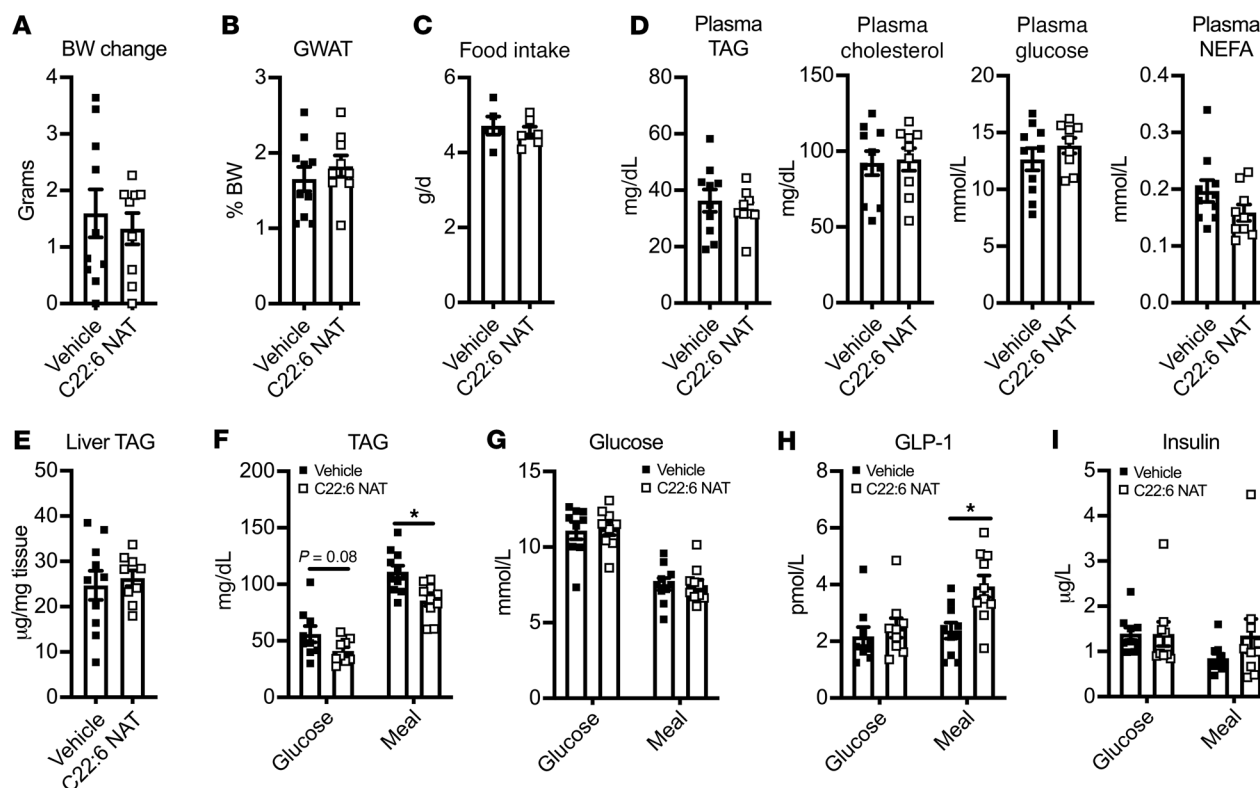 A
BW change
4
3
2
1
0
Grams
Vehicle
C22:6 NAT
B
GWAT
3
2
1
0
% BW
Vehicle
C22:6 NAT
C
Food intake
6
4
2
0
g/d
Vehicle
C22:6 NAT
D
Plasma
TAG
80
60
40
20
0
mg/dL
Vehicle
C22:6 NAT
Plasma
cholesterol
150
100
50
0
mg/dL
Vehicle
C22:6 NAT
Plasma
glucose
20
15
10
5
0
mmol/L
Vehicle
C22:6 NAT
Plasma
NEFA
0.4
0.3
0.2
0.1
0.0
mmol/L
Vehicle
C22:6 NAT
E
Liver TAG
50
40
30
20
10
0
µg/mg tissue
Vehicle
C22:6 NAT
F
TAG
200
150
100
50
0
mg/dL
Vehicle
C22:6 NAT
P = 0.08
*
Glucose
Meal
G
Glucose
15
10
5
0
mmol/L
Vehicle
C22:6 NAT
Glucose
Meal
H
GLP-1
8
6
4
2
0
pmol/L
Vehicle
C22:6 NAT
*
Glucose
Meal
I
Insulin
5
4
3
2
1
0
µg/L
Vehicle
C22:6 NAT
Glucose
Meal